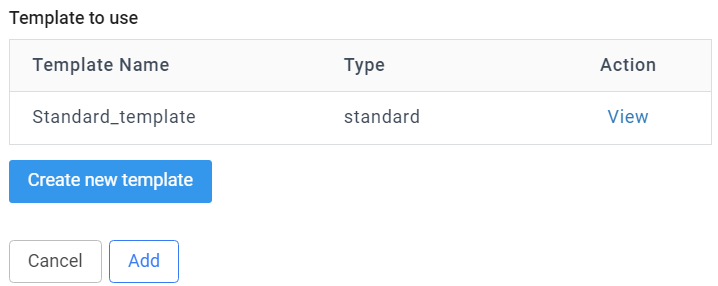 Template to use
Template Name Type Action
Standard_template standard View
Create new template
Cancel Add